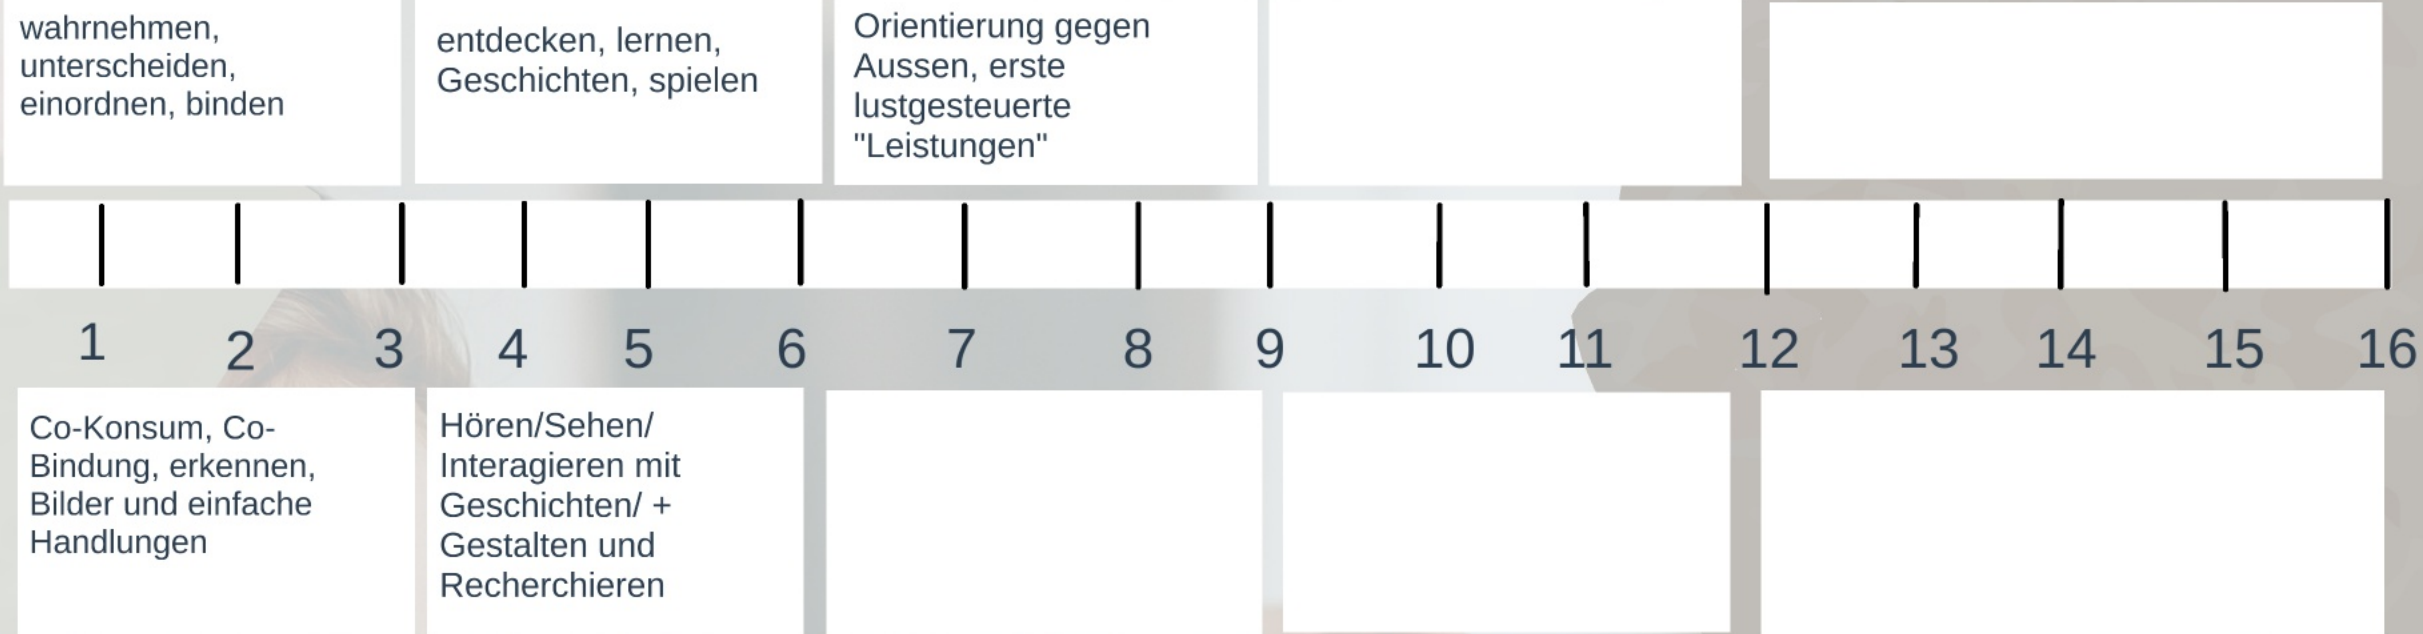 wahrnehmen,
unterscheiden,
einordnen, binden
entdecken, lernen,
Geschichten, spielen
Orientierung gegen
Aussen, erste
lustgesteuerte
"Leistungen"
1 2 3 4 5 6 7 8 9 10 11 12 13 14 15 16
Co-Konsum, Co-
Bindung, erkennen,
Bilder und einfache
Handlungen
Hören/Sehen/
Interagieren mit
Geschichten/ +
Gestalten und
Recherchieren